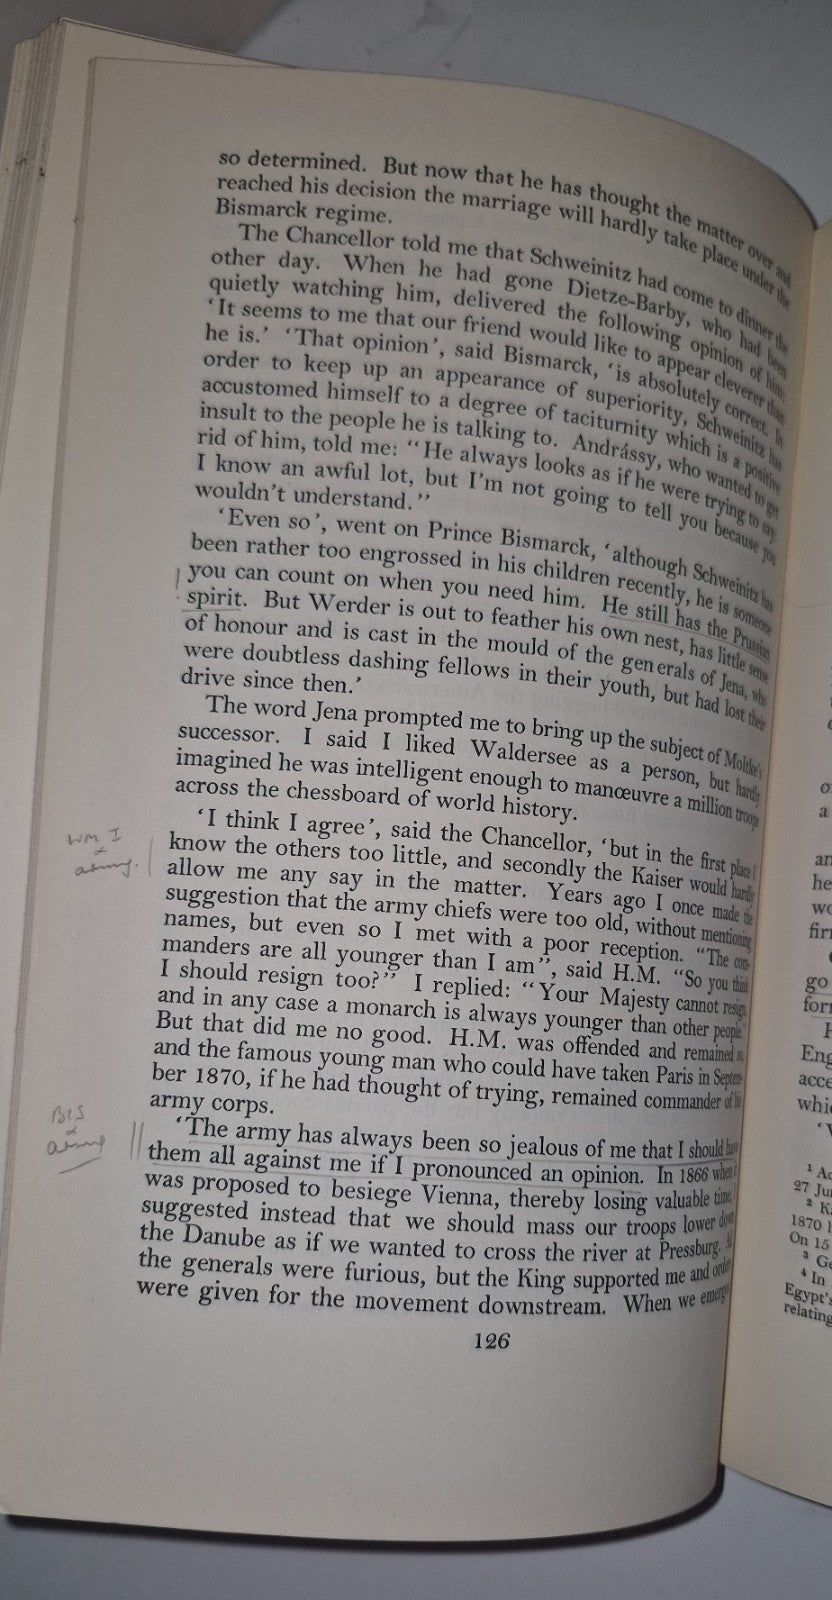 so determined. But now that he has thought the matter over and
reached his decision the marriage will hardly take place under the
Bismarck regime.
The Chancellor told me that Schweinitz had come to dinner the
other day. When he had gone Dietze-Barby, who had been
quietly watching him, delivered the following opinion of him:
'It seems to me that our friend would like to appear cleverer than
he is.' 'That opinion', said Bismarck, 'is absolutely correct. In
order to keep up an appearance of superiority, Schweinitz has
accustomed himself to a degree of taciturnity which is a positive
insult to the people he is talking to. Andrássy, who wanted to get
rid of him, told me: "He always looks as if he were trying to say:
I know an awful lot, but I'm not going to tell you because you
wouldn't understand."
'Even so', went on Prince Bismarck, 'although Schweinitz has
been rather too engrossed in his children recently, he is someone
you can count on when you need him. He still has the Prussian
spirit. But Werder is out to feather his own nest, has little sense
of honour and is cast in the mould of the generals of Jena, who
were doubtless dashing fellows in their youth, but had lost their
drive since then.'
The word Jena prompted me to bring up the subject of Moltke's
successor. I said I liked Waldersee as a person, but hardly
imagined he was intelligent enough to manœuvre a million troops
across the chessboard of world history.
WM I
army.
'I think I agree', said the Chancellor, 'but in the first place I
know the others too little, and secondly the Kaiser would hardly
allow me any say in the matter. Years ago I once made the
suggestion that the army chiefs were too old, without mentioning
names, but even so I met with a poor reception. "The com-
manders are all younger than I am", said H.M. "So you think
I should resign too?" I replied: "Your Majesty cannot resign,
and in any case a monarch is always younger than other people."
But that did me no good. H.M. was offended and remained so,
and the famous young man who could have taken Paris in Septem-
ber 1870, if he had thought of trying, remained commander of his
army corps.
BIS
army
'The army has always been so jealous of me that I should have
them all against me if I pronounced an opinion. In 1866 when it
was proposed to besiege Vienna, thereby losing valuable time, I
suggested instead that we should mass our troops lower down
the Danube as if we wanted to cross the river at Pressburg. All
the generals were furious, but the King supported me and orders
were given for the movement downstream. When we emerge
126
go
for
Eng
acce
whi
27 Ju
1870
On 15
4 In
Egypt's
relating